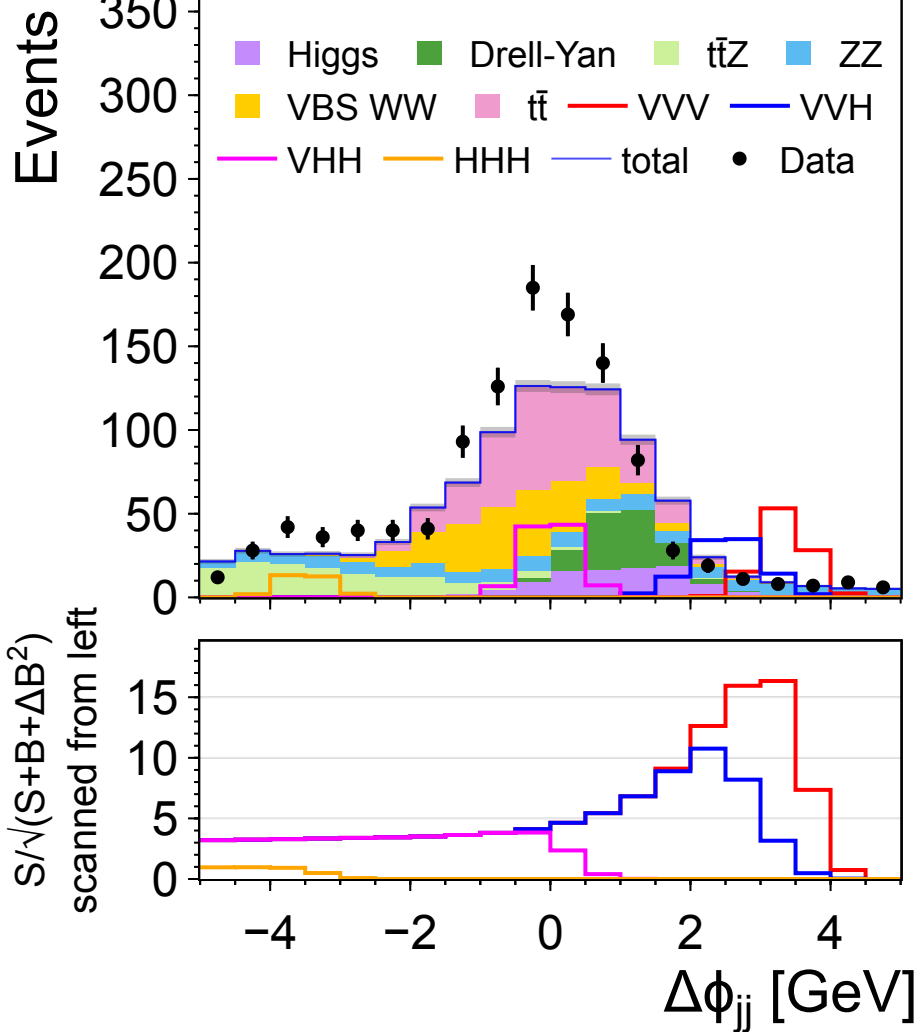 Events
350
300
250
200
150
100
50
0
Higgs Drell-Yan tt̄Z ZZ
VBS WW tt̄ VVV VVH
VHH HHH total Data
S/√(S+B+ΔB²)
scanned from left
15
10
5
0
−4 −2 0 2 4
Δϕjj [GeV]